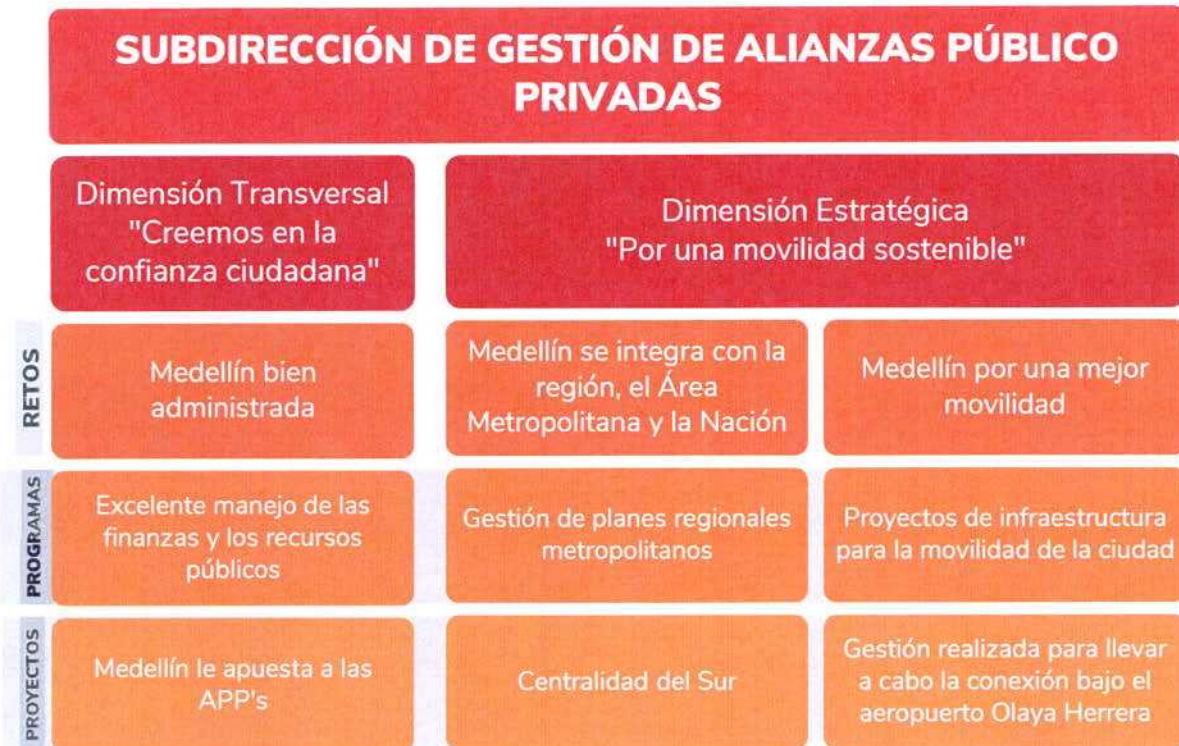 SUBDIRECCIÓN DE GESTIÓN DE ALIANZAS PÚBLICO
PRIVADAS
Dimensión Transversal
"Creemos en la
confianza ciudadana"
Dimensión Estratégica
"Por una movilidad sostenible"
RETOS
Medellín bien
administrada
Medellín se integra con la
región, el Área
Metropolitana y la Nación
Medellín por una mejor
movilidad
PROGRAMAS
Excelente manejo de las
finanzas y los recursos
públicos
Gestión de planes regionales
metropolitanos
Proyectos de infraestructura
para la movilidad de la ciudad
PROYECTOS
Medellín le apuesta a las
APP's
Centralidad del Sur
Gestión realizada para llevar
a cabo la conexión bajo el
aeropuerto Olaya Herrera